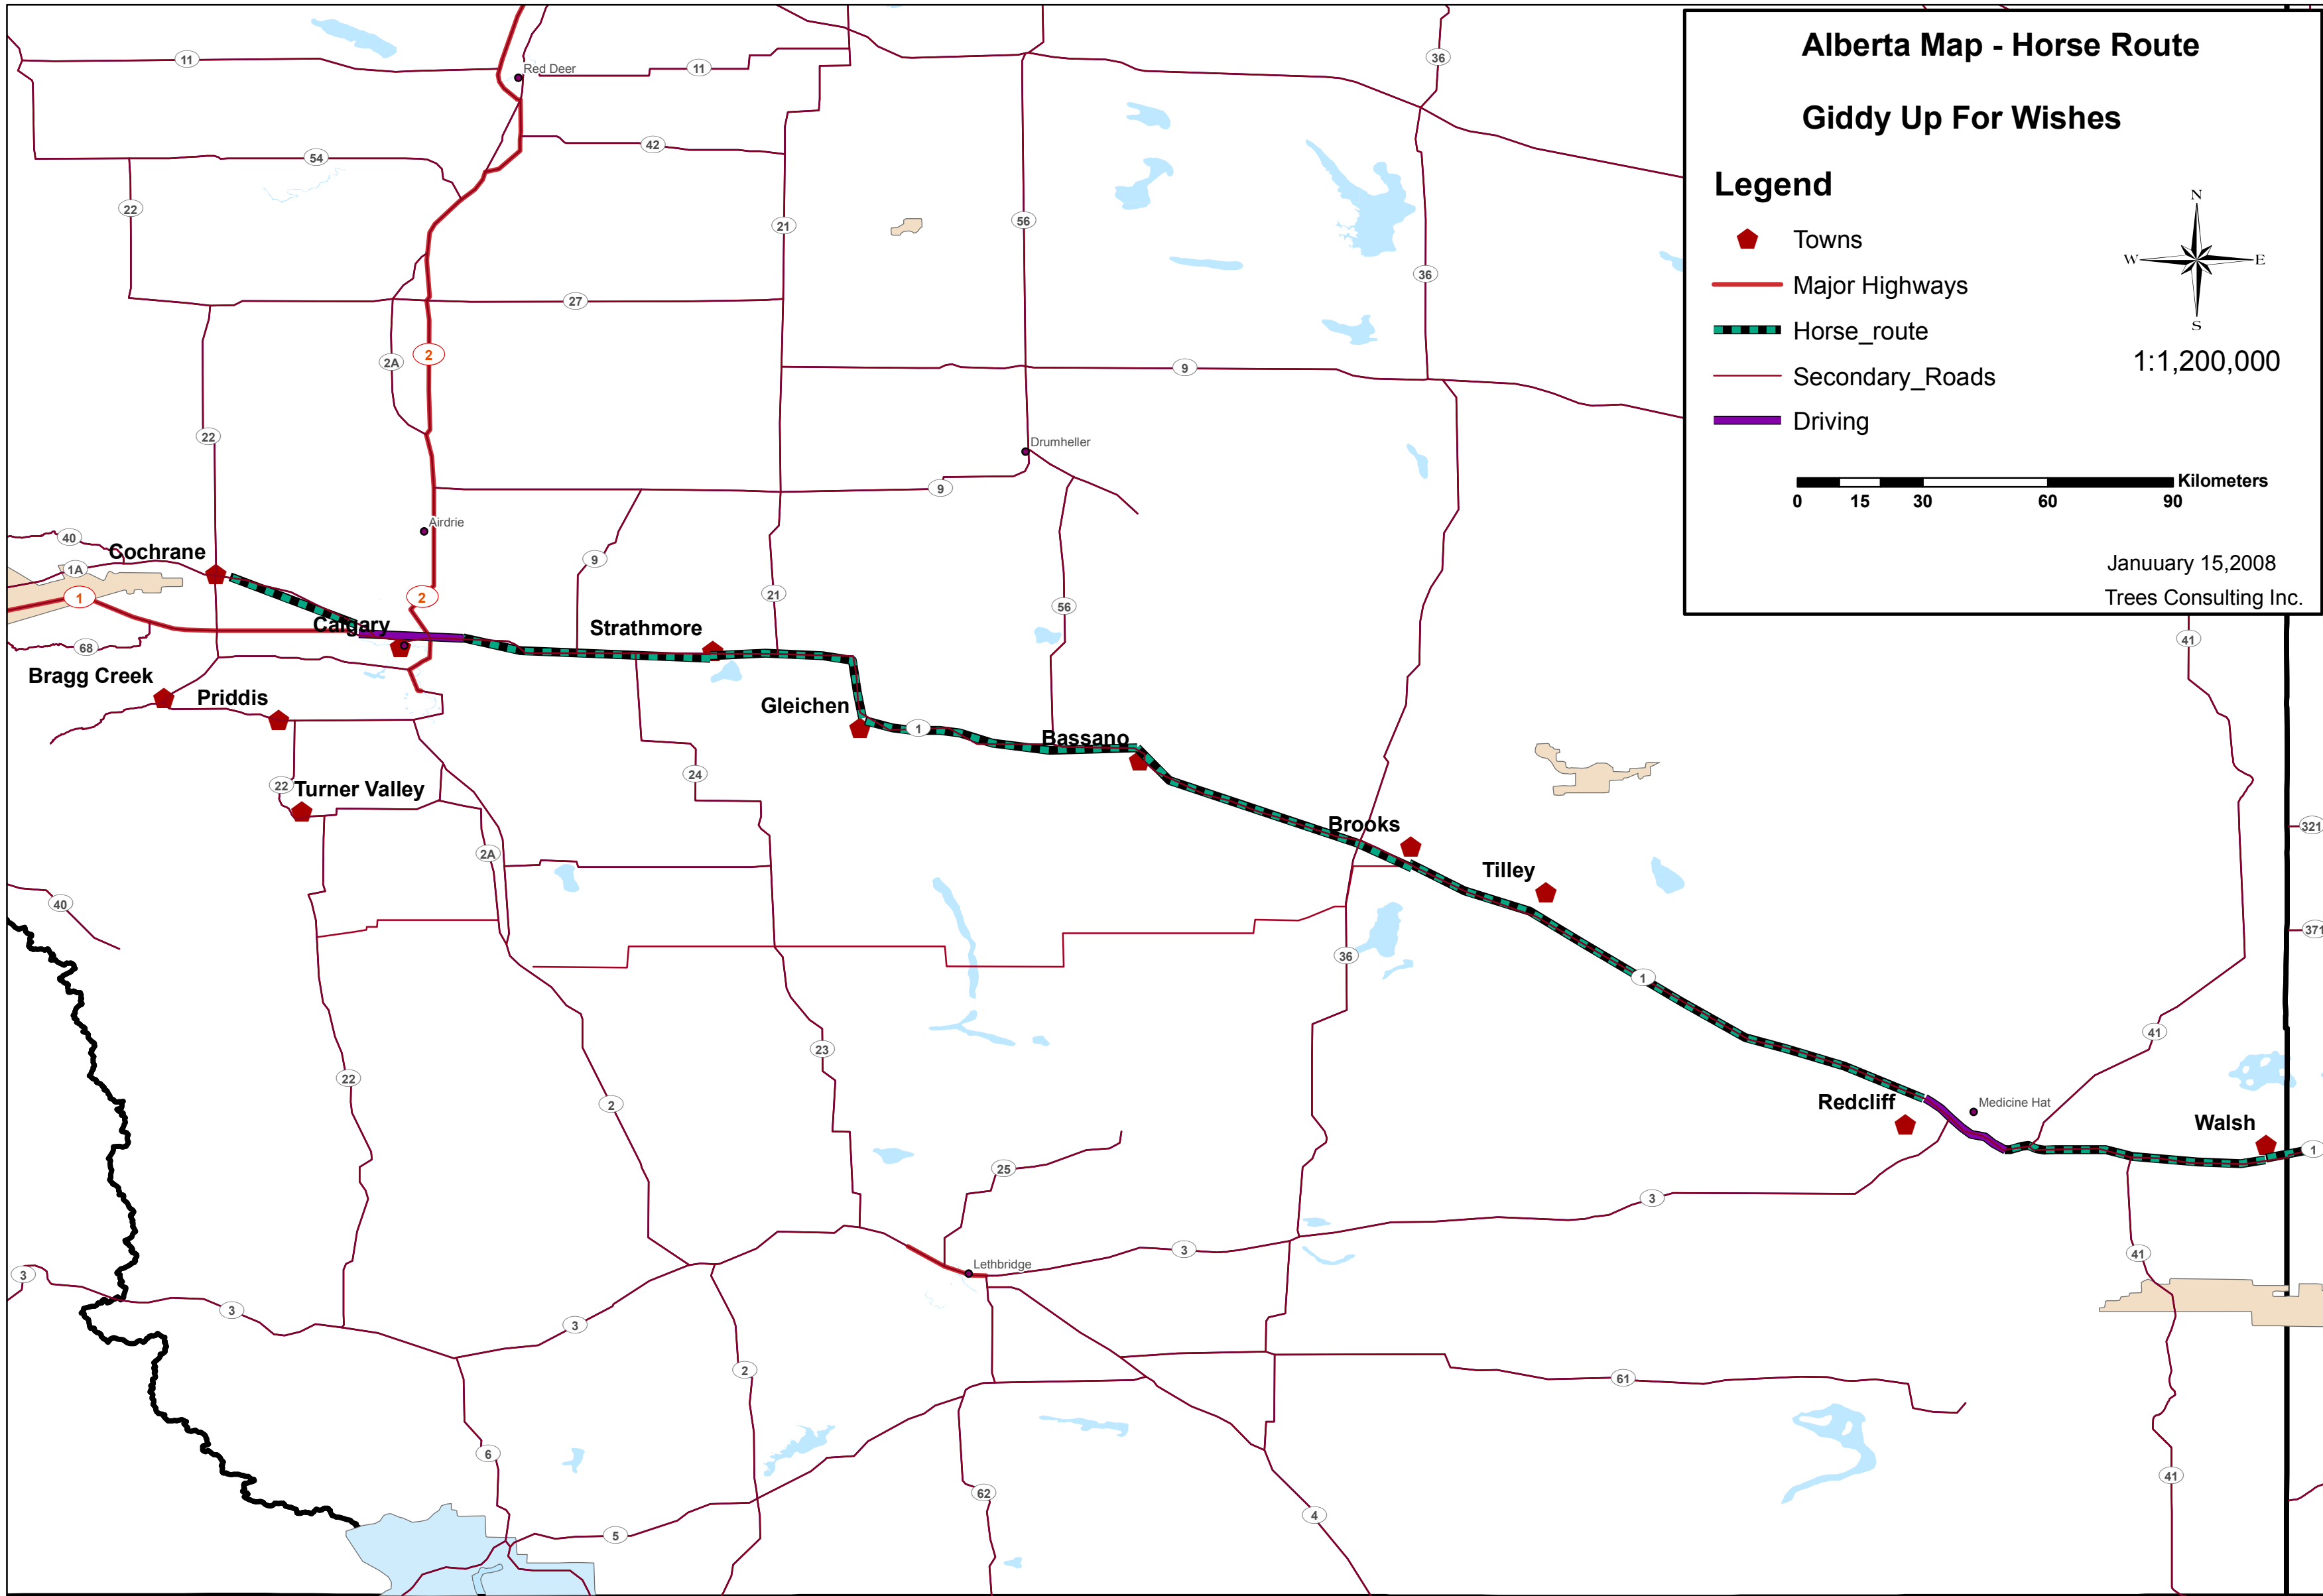 Alberta Map - Horse Route
Giddy Up For Wishes
Legend
Towns
Major Highways
Horse_route
Secondary_Roads
Driving
N
W E
S
1:1,200,000
Kilometers
0 15 30 60 90
Januuary 15,2008
Trees Consulting Inc.
11
Red Deer
11
36
54
42
22
21
56
36
27
2
2A
9
22
Drumheller
9
Airdrie
40
Cochrane
9
1A
1
2
21
56
Calgary
Strathmore
68
41
Bragg Creek
Priddis
Gleichen
1
Bassano
24
22
Turner Valley
Brooks
321
2A
Tilley
40
371
36
1
41
23
22
2
Redcliff
Medicine Hat
Walsh
1
25
3
3
41
Lethbridge
3
3
3
2
61
6
41
62
4
5